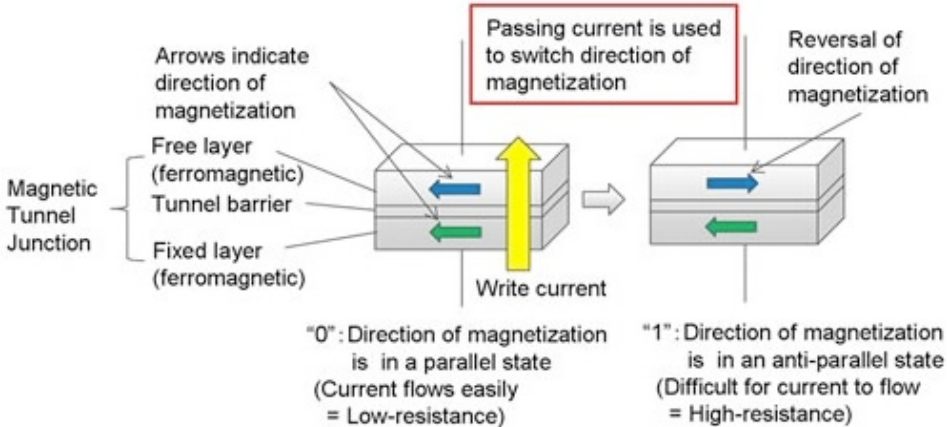 Passing current is used
to switch direction of
magnetization
Arrows indicate
direction of
magnetization
Reversal of
direction of
magnetization
Magnetic
Tunnel
Junction
Free layer
(ferromagnetic)
Tunnel barrier
Fixed layer
(ferromagnetic)
Write current
“0”: Direction of magnetization
is in a parallel state
(Current flows easily
= Low-resistance)
“1”: Direction of magnetization
is in an anti-parallel state
(Difficult for current to flow
= High-resistance)